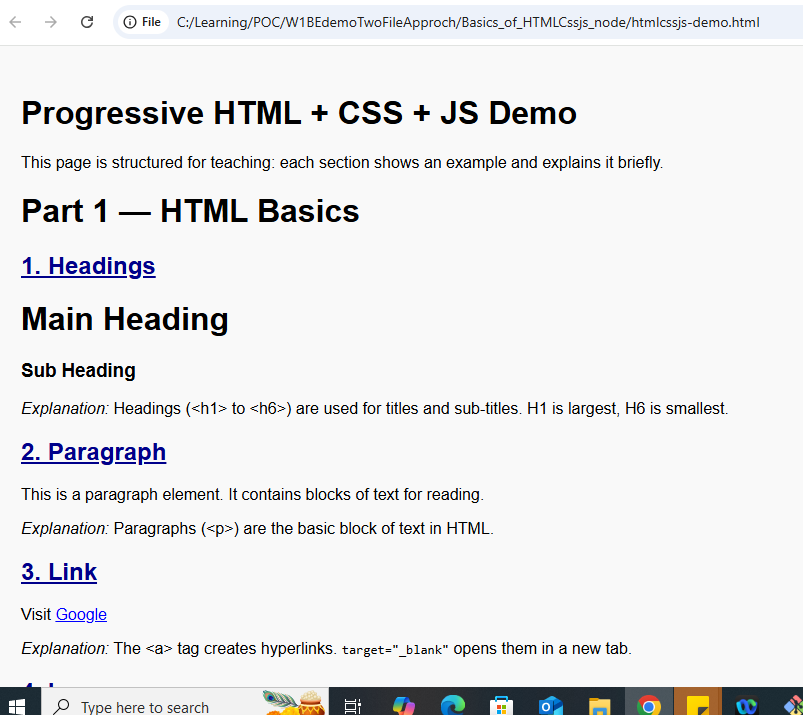 File
C:/Learning/POC/W1BEdemoTwoFileApproch/Basics_of_HTMLCssjs_node/htmlcssjs-demo.html
Progressive HTML + CSS + JS Demo
This page is structured for teaching: each section shows an example and explains it briefly.
Part 1 — HTML Basics
1. Headings
Main Heading
Sub Heading
Explanation: Headings (<h1> to <h6>) are used for titles and sub-titles. H1 is largest, H6 is smallest.
2. Paragraph
This is a paragraph element. It contains blocks of text for reading.
Explanation: Paragraphs (<p>) are the basic block of text in HTML.
3. Link
Visit Google
Explanation: The <a> tag creates hyperlinks. target="_blank" opens them in a new tab.
Type here to search